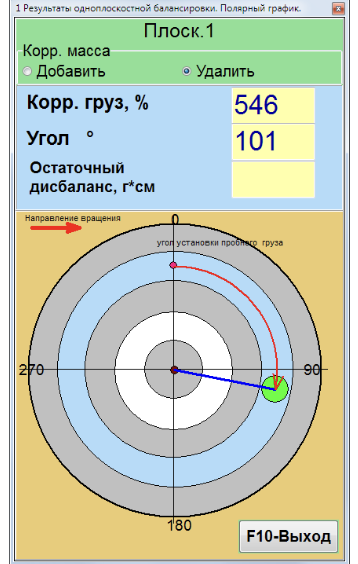 1 Результаты одноплоскостной балансировки. Полярный график.
Плоск.1
Корр. масса
Добавить
Удалить
Корр. груз, %
546
Угол °
101
Остаточный
дисбаланс, г*см
Направление вращения
0
угол установки пробного груза
270
90
180
F10-Выход